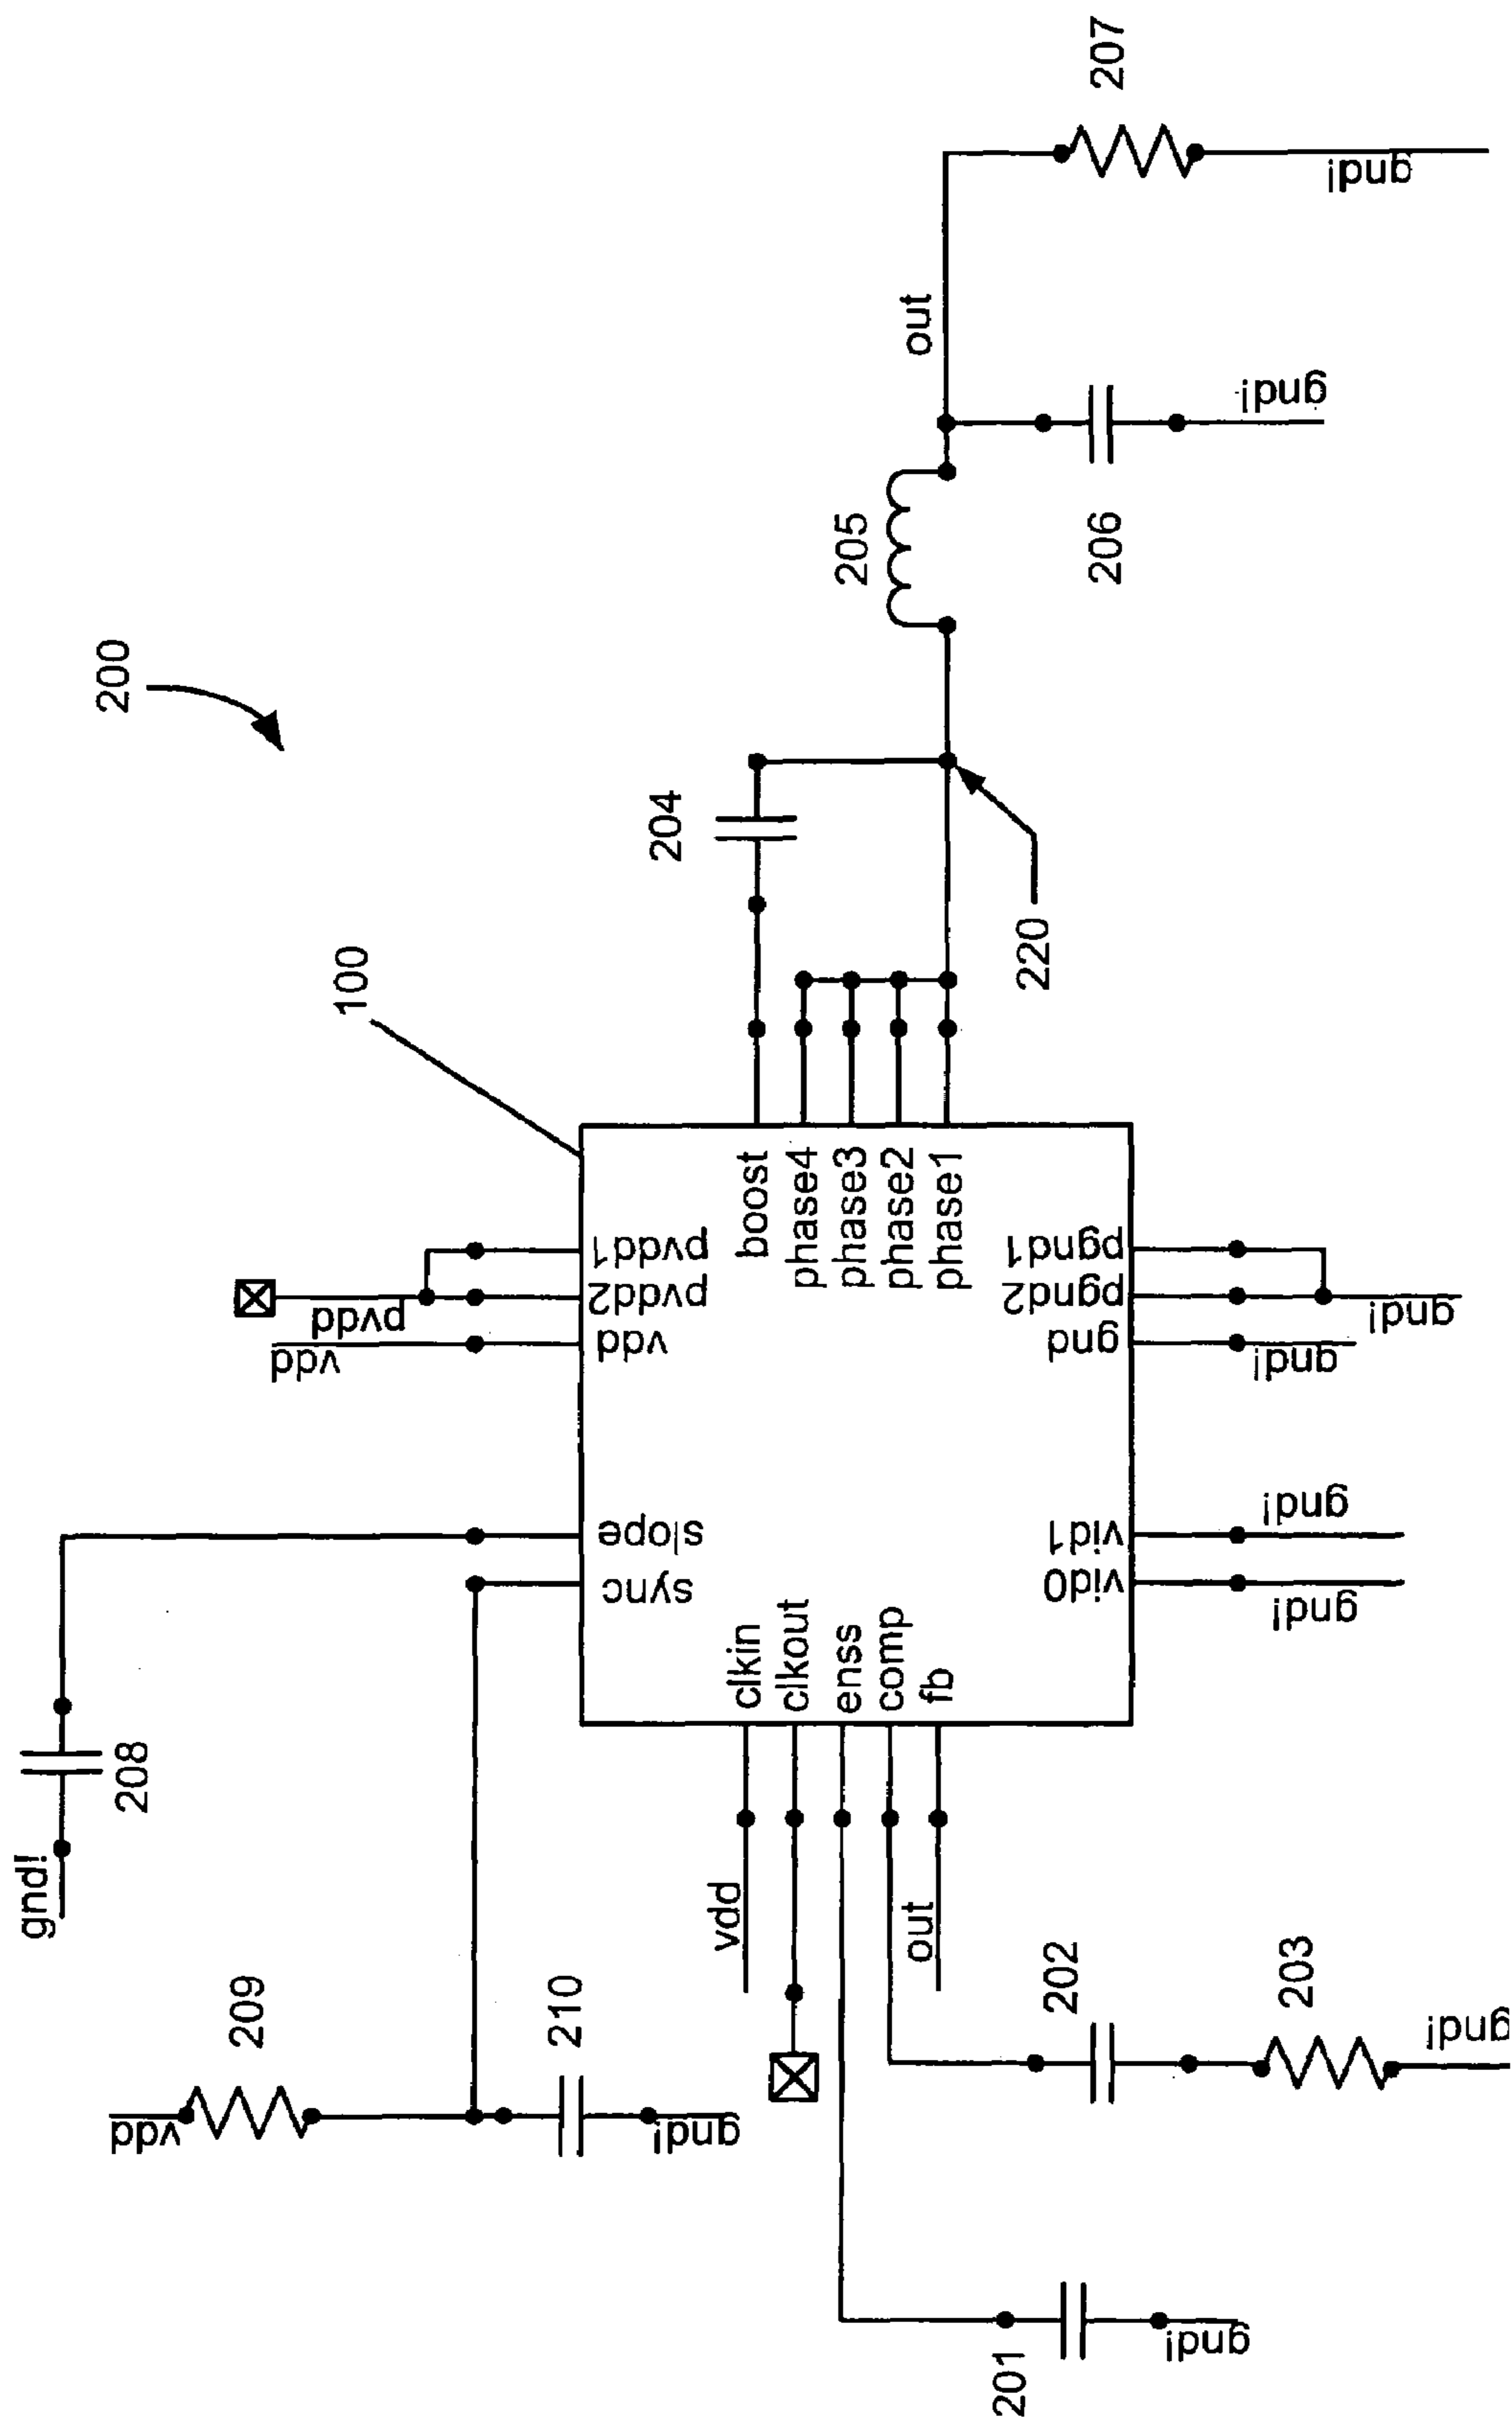 200
gnd!
208
vdd
209
210
gnd!
vdd
pvdd
100
204
205
out
207
gnd!
206
gnd!
220
sync
slope
vdd
pvdd2
pvdd1
clkin
clkout
enss
comp
fb
boost
phase4
phase3
phase2
phase1
vid0
vid1
gnd
pgnd2
pgnd1
vdd
out
gnd!
gnd!
gnd!
gnd!
201
gnd!
202
203
gnd!